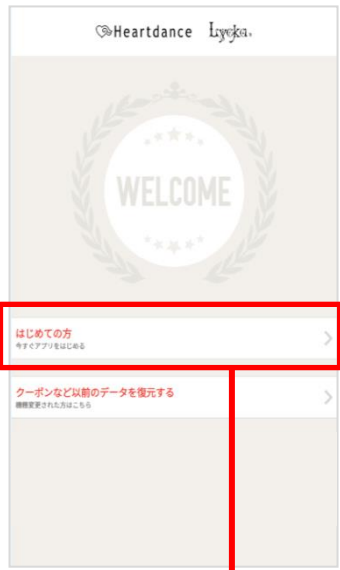 Heartdance Lycka.
WELCOME
はじめての方
今すぐアプリをはじめる
クーポンなど以前のデータを復元する
機種変更された方はこちら